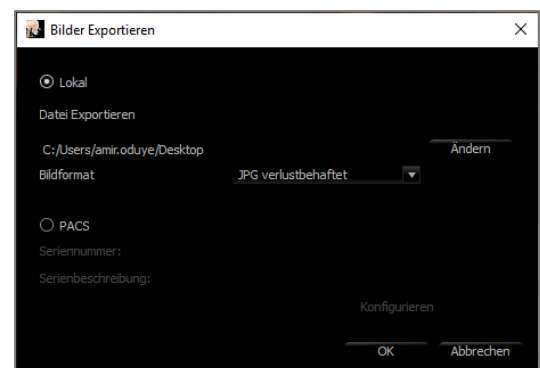 Bilder Exportieren
Lokal
Datei Exportieren
C:/Users/amir.oduye/Desktop Ändern
Bildformat JPG verlustbehaftet
PACS
Seriennummer:
Serienbeschreibung:
Konfigurieren
OK Abbrechen